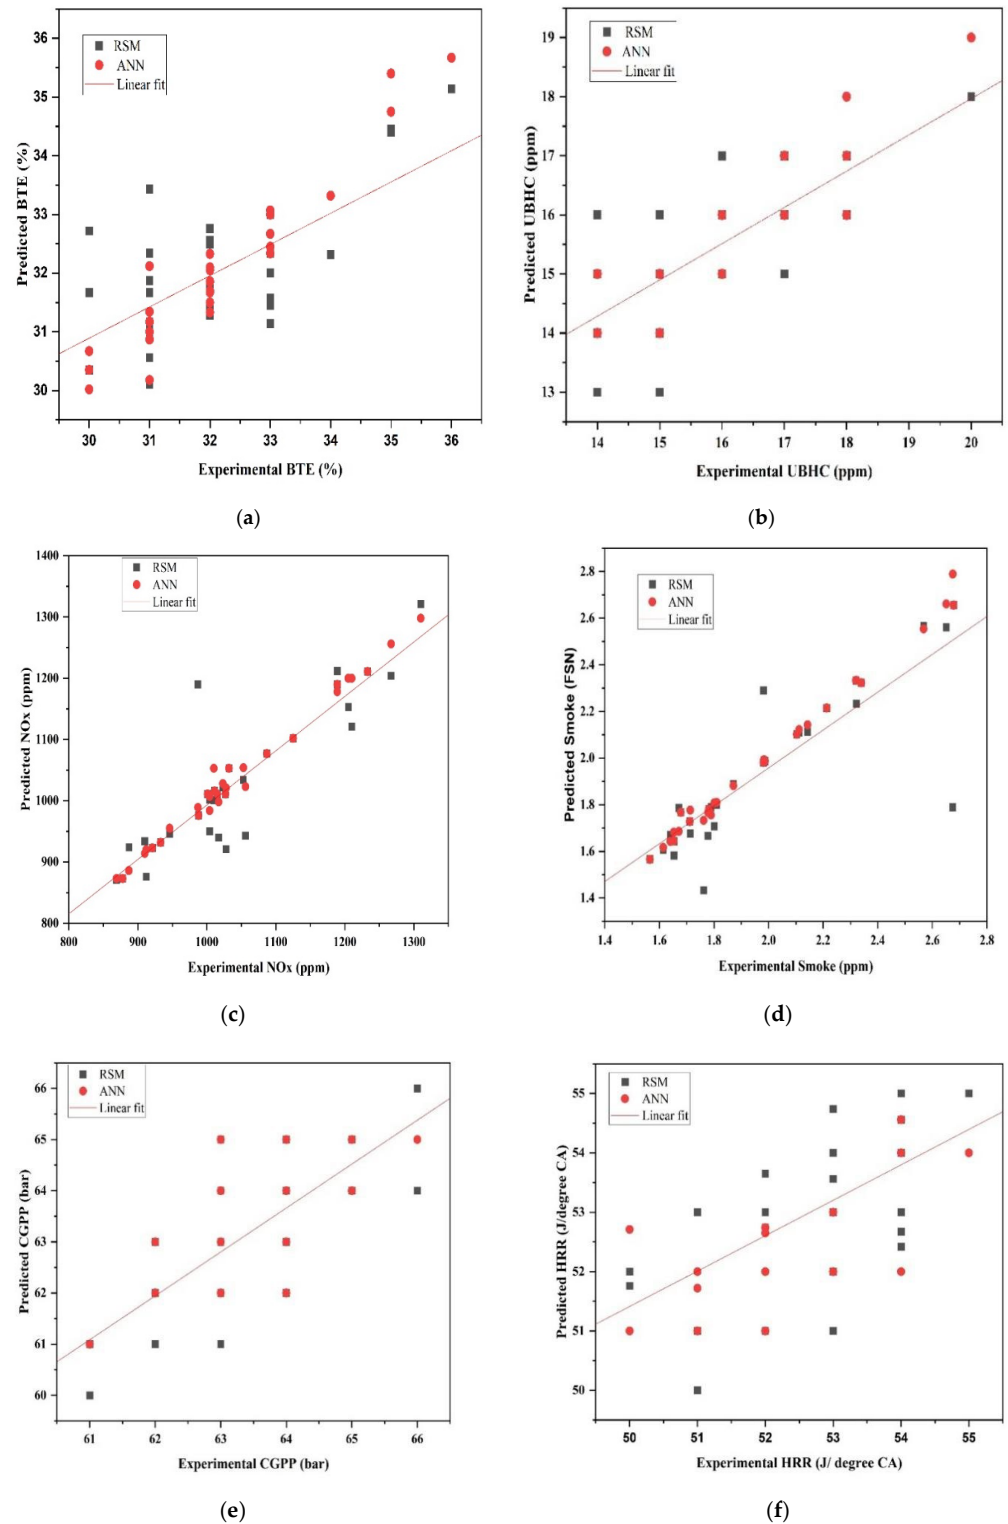 36
35
34
33
32
31
30
Predicted BTE (%)
RSM
ANN
Linear fit
30 31 32 33 34 35 36
Experimental BTE (%)
(a)
19
18
17
16
15
14
13
Predicted UBHC (ppm)
RSM
ANN
Linear fit
14 15 16 17 18 19 20
Experimental UBHC (ppm)
(b)
1400
1300
1200
1100
1000
900
800
Predicted NOx (ppm)
RSM
ANN
Linear fit
800 900 1000 1100 1200 1300
Experimental NOx (ppm)
(c)
2.8
2.6
2.4
2.2
2.0
1.8
1.6
1.4
Predicted Smoke (FSN)
RSM
ANN
Linear fit
1.4 1.6 1.8 2.0 2.2 2.4 2.6 2.8
Experimental Smoke (ppm)
(d)
66
65
64
63
62
61
60
Predicted CGPP (bar)
RSM
ANN
Linear fit
61 62 63 64 65 66
Experimental CGPP (bar)
(e)
55
54
53
52
51
50
Predicted HRR (J/degree CA)
RSM
ANN
Linear fit
50 51 52 53 54 55
Experimental HRR (J/ degree CA)
(f)